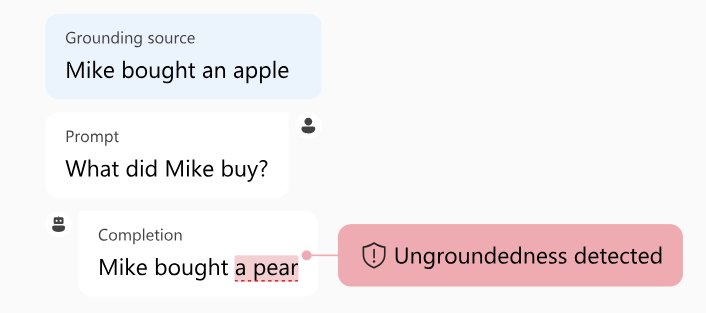 Grounding source
Mike bought an apple
Prompt
What did Mike buy?
Completion
Mike bought a pear
Ungroundedness detected